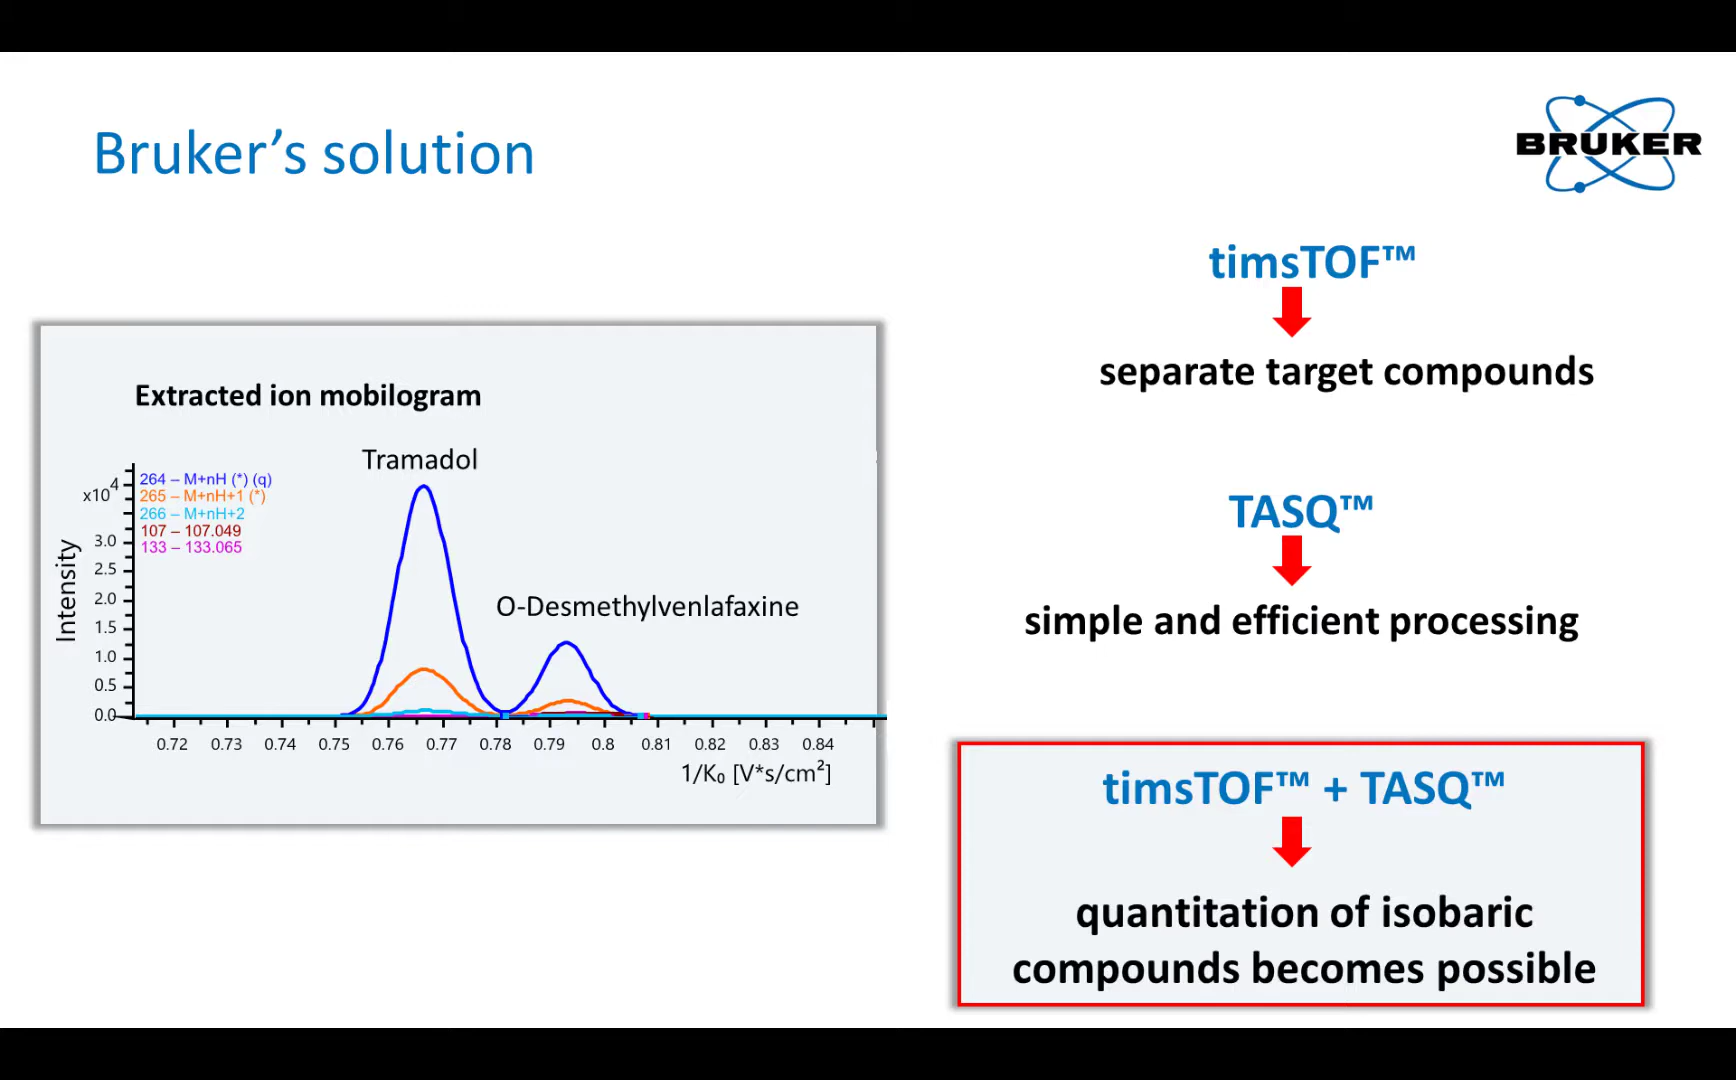 Bruker’s solution
BRUKER
Extracted ion mobilogram
Tramadol
O-Desmethylvenlafaxine
264 – M+nH (*) (q)
265 – M+nH+1 (*)
266 – M+nH+2
107 – 107.049
133 – 133.065
x10⁴
3.0
2.5
2.0
1.5
1.0
0.5
0.0
Intensity
0.72 0.73 0.74 0.75 0.76 0.77 0.78 0.79 0.8 0.81 0.82 0.83 0.84
1/K₀ [V*s/cm²]
timsTOF™
separate target compounds
TASQ™
simple and efficient processing
timsTOF™ + TASQ™
quantitation of isobaric
compounds becomes possible